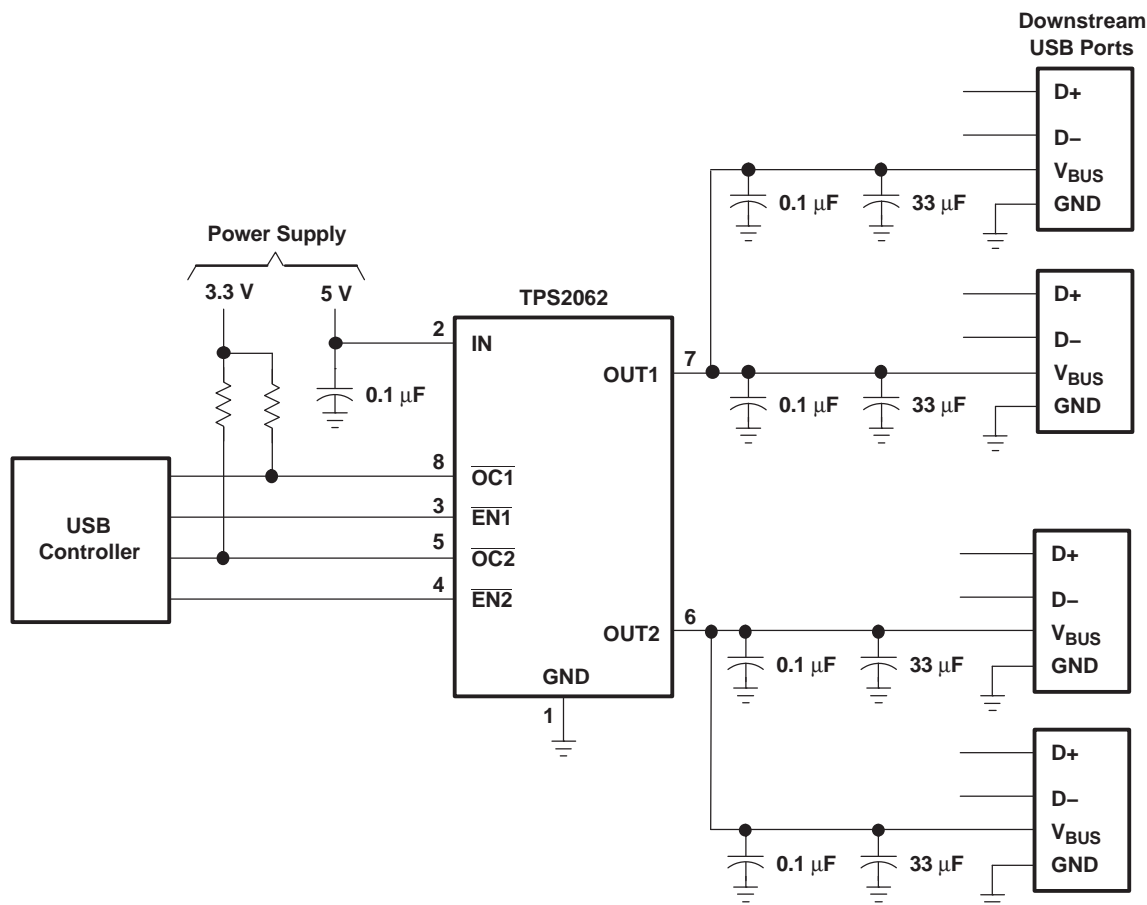 Downstream
USB Ports
D+
D–
VBUS
GND
0.1 μF
33 μF
Power Supply
3.3 V
5 V
0.1 μF
TPS2062
2
IN
7
OUT1
8
OC1
3
EN1
5
OC2
4
EN2
6
OUT2
GND
1
USB
Controller
D+
D–
VBUS
GND
0.1 μF
33 μF
D+
D–
VBUS
GND
0.1 μF
33 μF
D+
D–
VBUS
GND
0.1 μF
33 μF